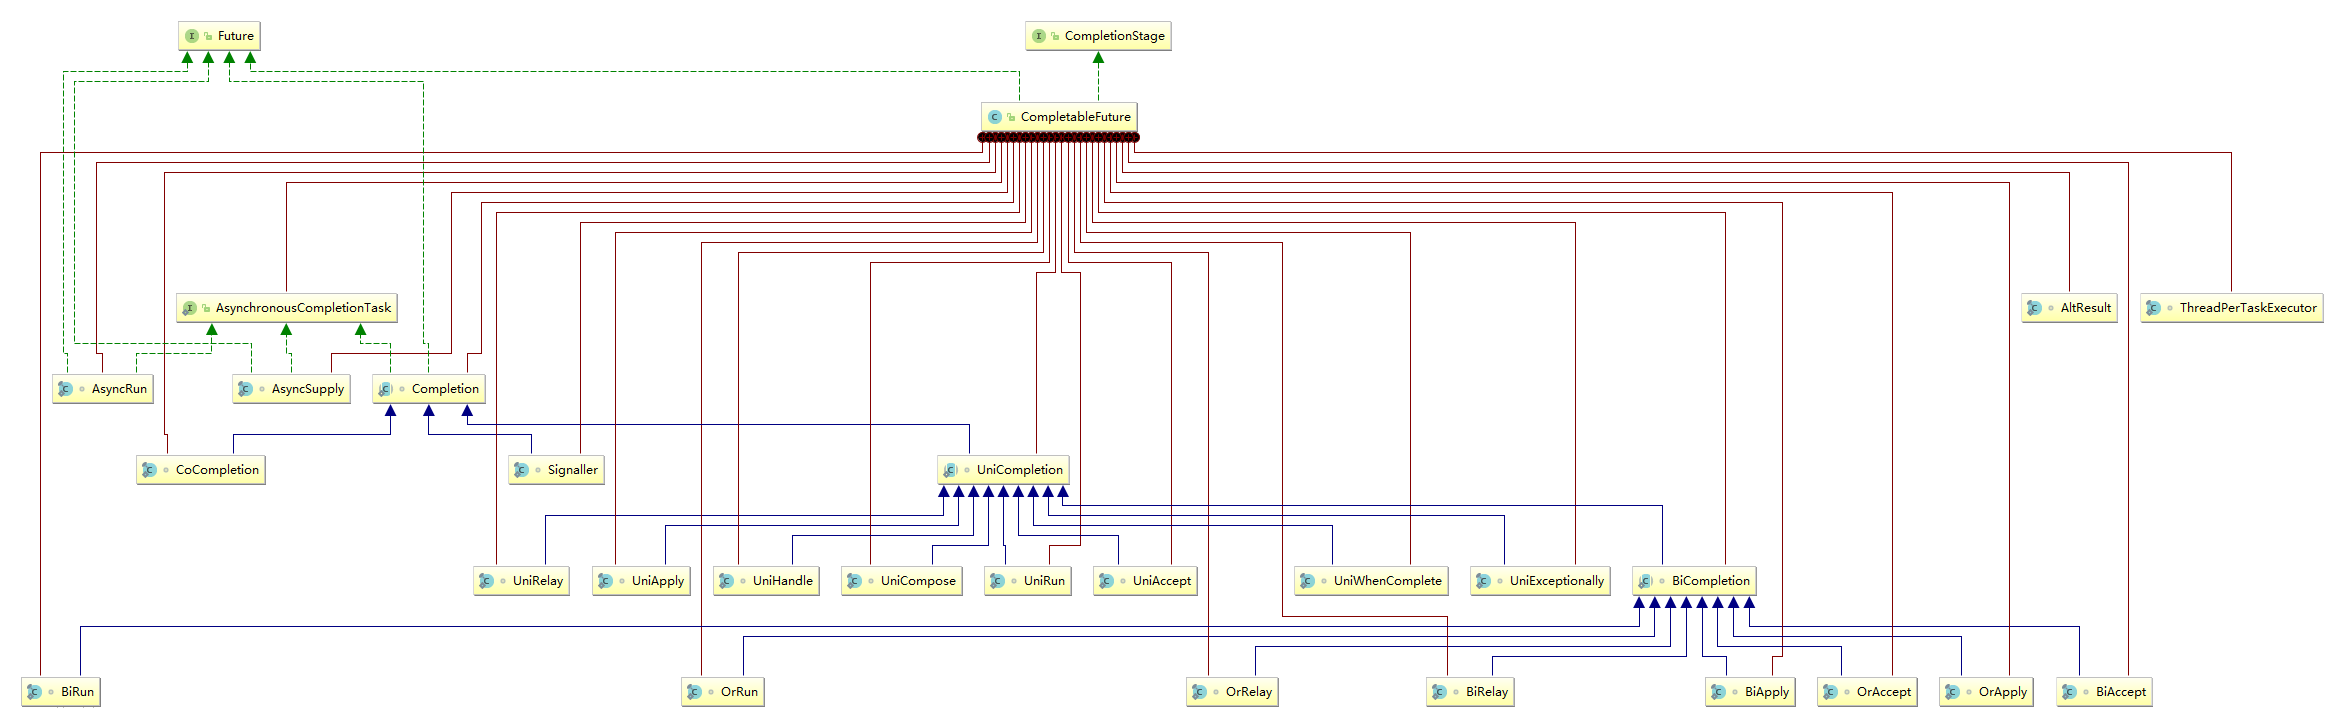 Future
CompletionStage
CompletableFuture
AsynchronousCompletionTask
AltResult
ThreadPerTaskExecutor
AsyncRun
AsyncSupply
Completion
CoCompletion
Signaller
UniCompletion
UniRelay
UniApply
UniHandle
UniCompose
UniRun
UniAccept
UniWhenComplete
UniExceptionally
BiCompletion
BiRun
OrRun
OrRelay
BiRelay
BiApply
OrAccept
OrApply
BiAccept